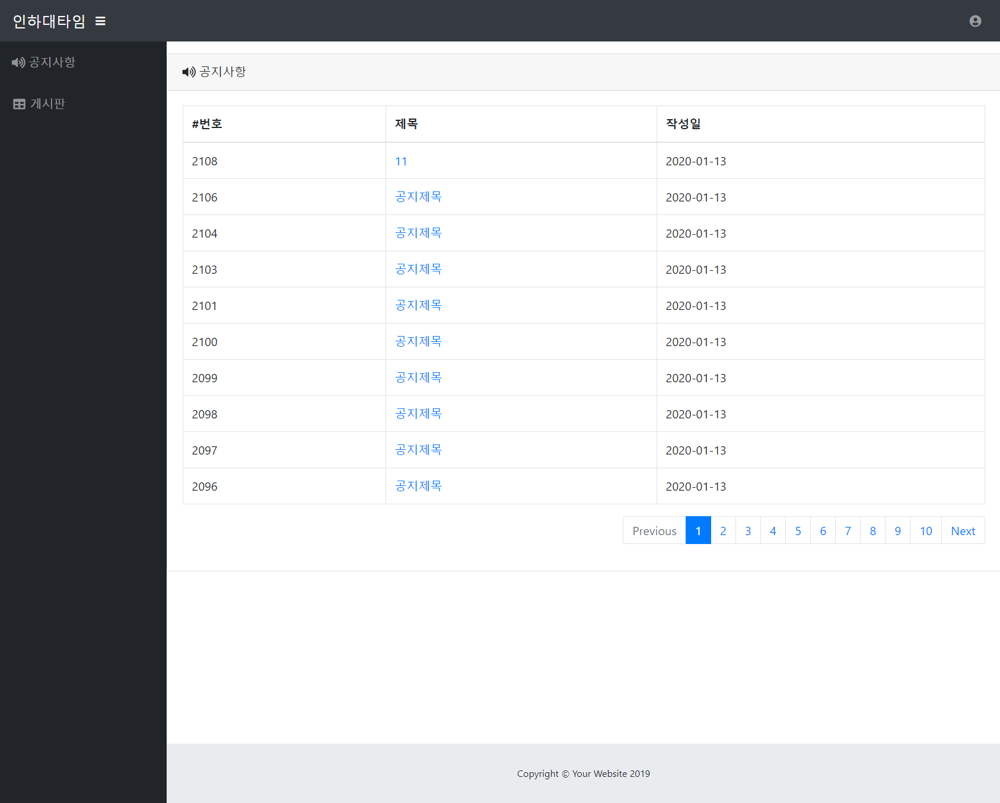 인하대타임
공지사항
게시판
공지사항
#번호 제목 작성일
2108 11 2020-01-13
2106 공지제목 2020-01-13
2104 공지제목 2020-01-13
2103 공지제목 2020-01-13
2101 공지제목 2020-01-13
2100 공지제목 2020-01-13
2099 공지제목 2020-01-13
2098 공지제목 2020-01-13
2097 공지제목 2020-01-13
2096 공지제목 2020-01-13
Previous 1 2 3 4 5 6 7 8 9 10 Next
Copyright © Your Website 2019